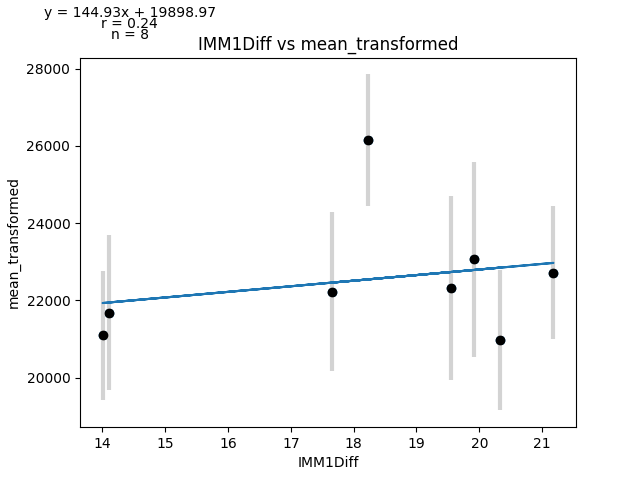 y = 144.93x + 19898.97
r = 0.24
n = 8
IMM1Diff vs mean_transformed
28000
26000
24000
22000
20000
mean_transformed
14 15 16 17 18 19 20 21
IMM1Diff